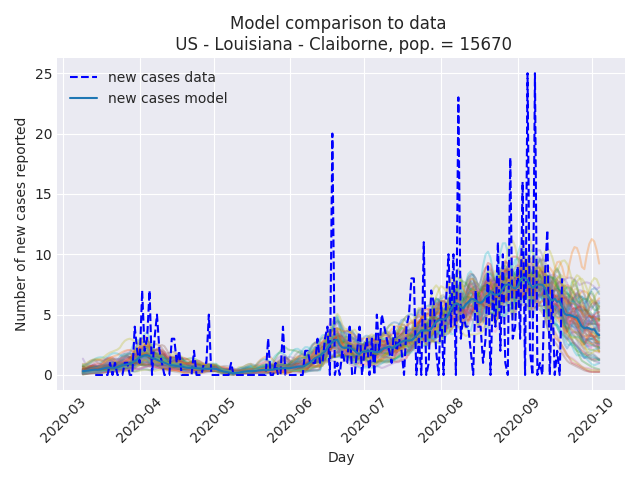 Model comparison to data
US - Louisiana - Claiborne, pop. = 15670
new cases data
new cases model
Number of new cases reported
25
20
15
10
5
0
2020-03
2020-04
2020-05
2020-06
2020-07
2020-08
2020-09
2020-10
Day